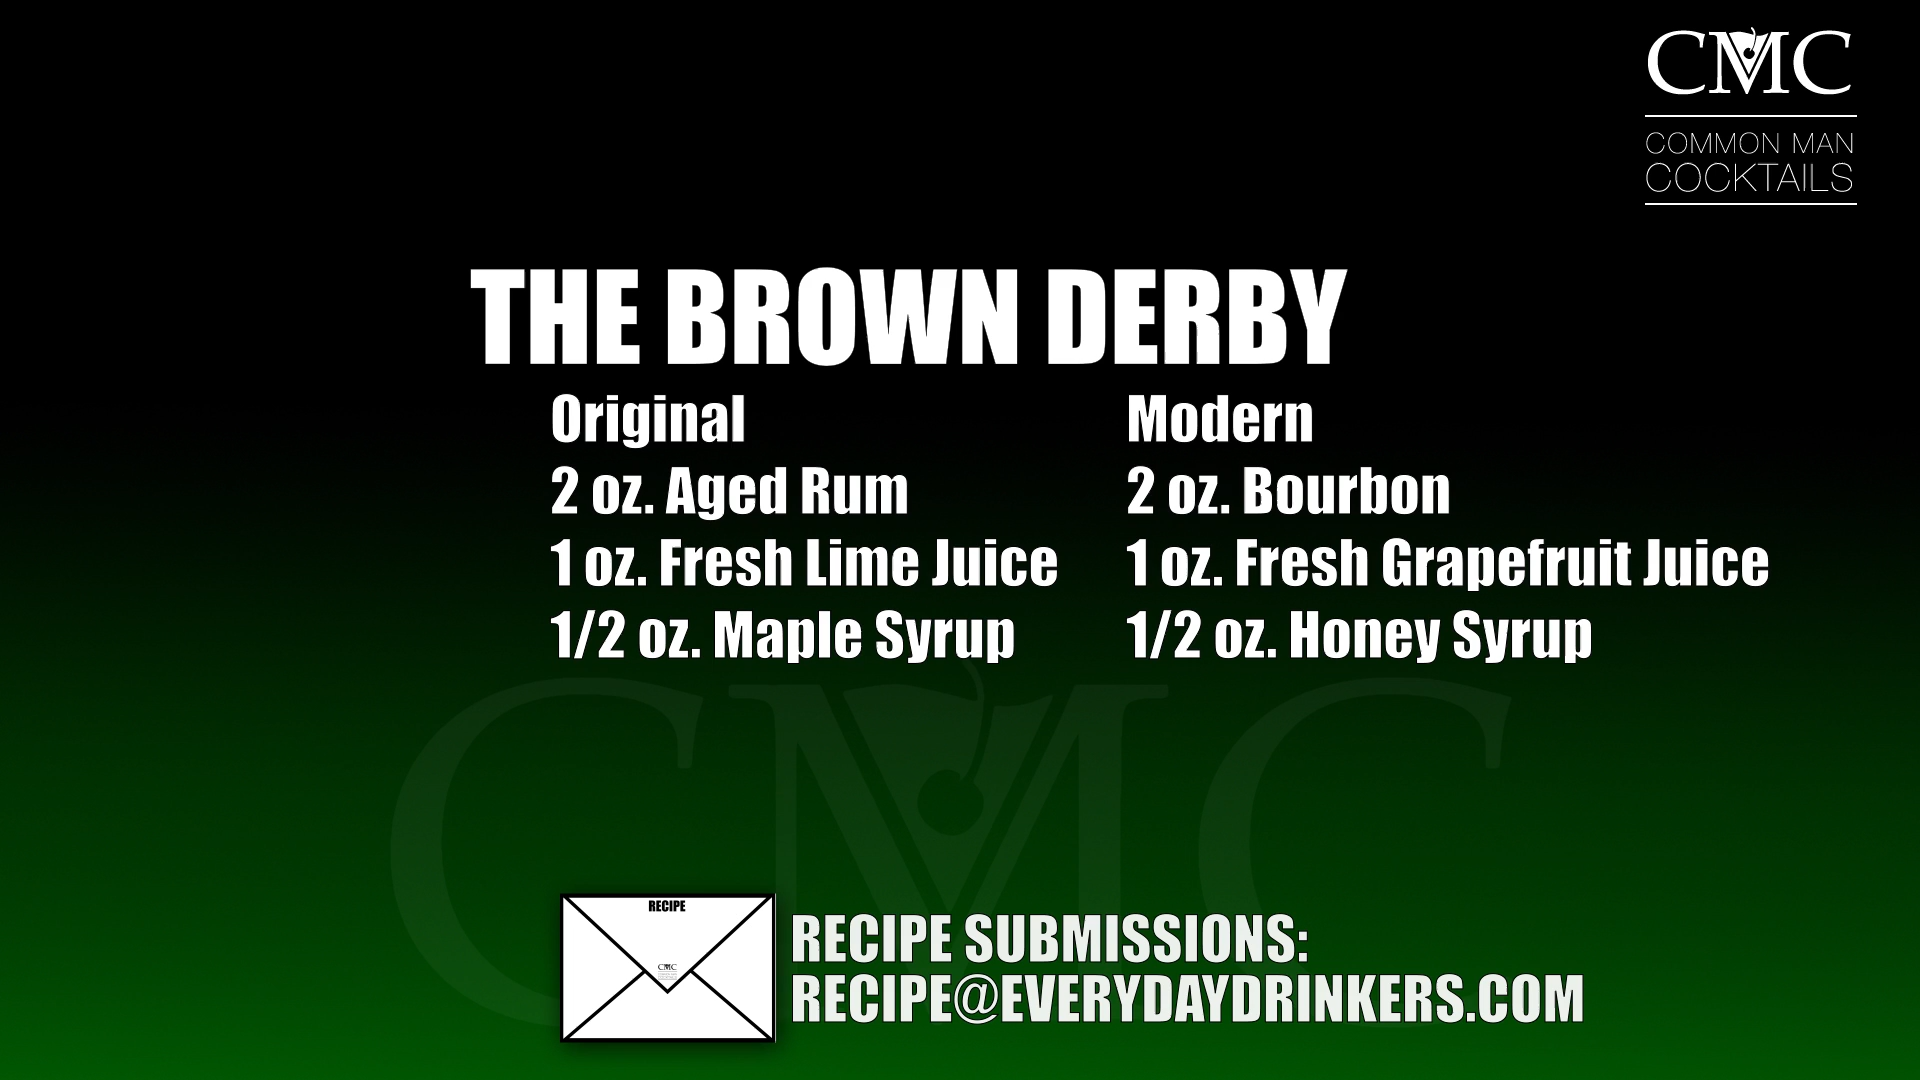 CMC
COMMON MAN
COCKTAILS
THE BROWN DERBY
Original
2 oz. Aged Rum
1 oz. Fresh Lime Juice
1/2 oz. Maple Syrup
Modern
2 oz. Bourbon
1 oz. Fresh Grapefruit Juice
1/2 oz. Honey Syrup
CMC
RECIPE
CMC
RECIPE SUBMISSIONS:
RECIPE@EVERYDAYDRINKERS.COM